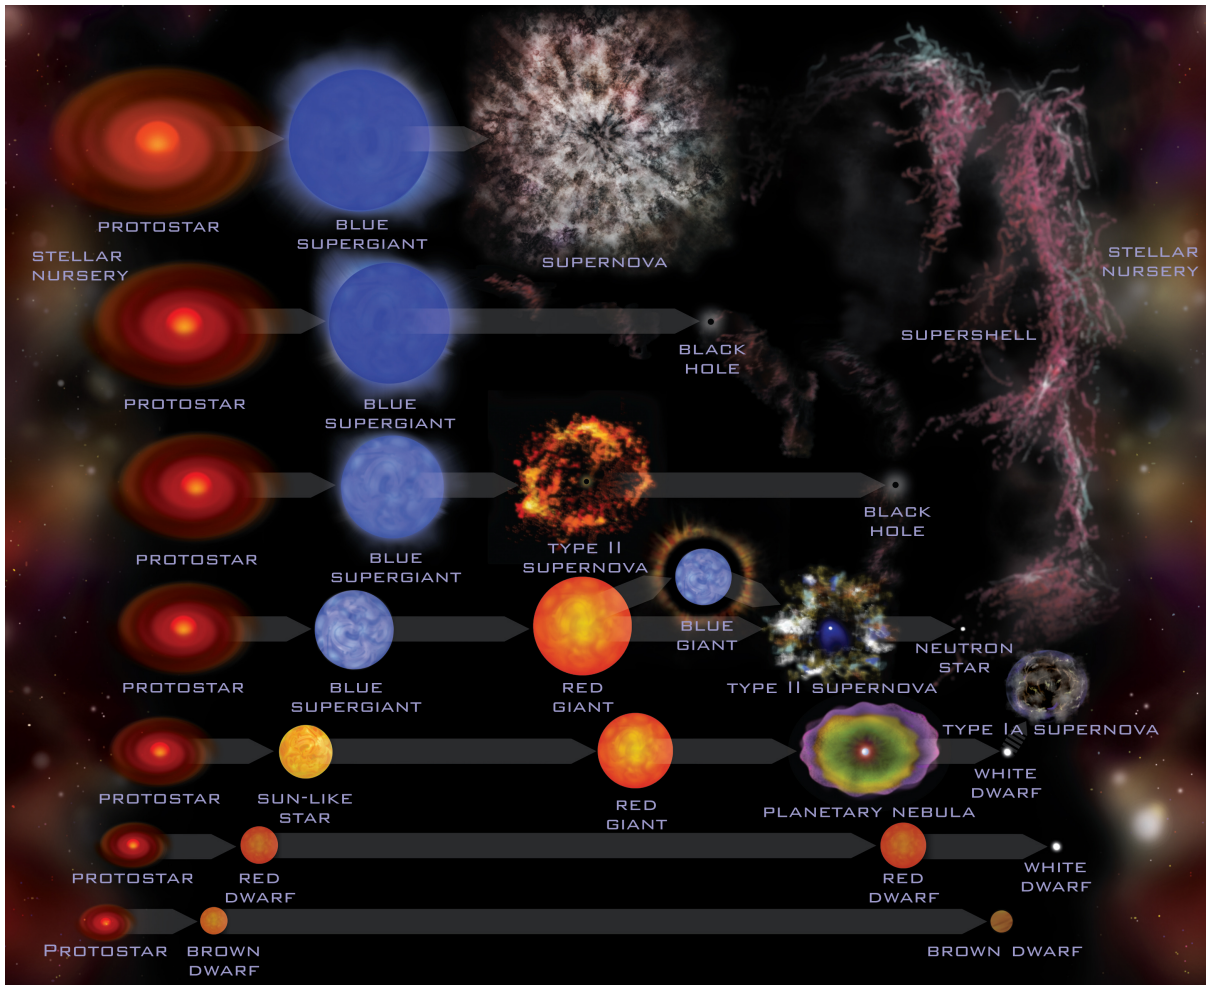 PROTOSTAR
BLUE
SUPERGIANT
SUPERNOVA
STELLAR
NURSERY
STELLAR
NURSERY
SUPERSHELL
PROTOSTAR
BLUE
SUPERGIANT
BLACK
HOLE
PROTOSTAR
BLUE
SUPERGIANT
TYPE II
SUPERNOVA
BLACK
HOLE
PROTOSTAR
BLUE
SUPERGIANT
RED
GIANT
BLUE
GIANT
TYPE II SUPERNOVA
NEUTRON
STAR
TYPE IA SUPERNOVA
PROTOSTAR
SUN-LIKE
STAR
RED
GIANT
PLANETARY NEBULA
WHITE
DWARF
PROTOSTAR
RED
DWARF
RED
DWARF
WHITE
DWARF
PROTOSTAR
BROWN
DWARF
BROWN DWARF